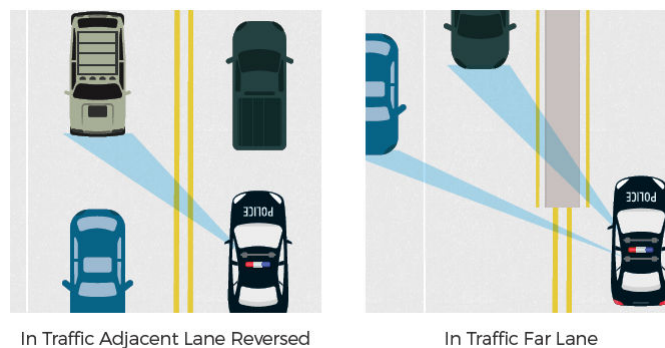 POLICE
POLICE
In Traffic Adjacent Lane Reversed
In Traffic Far Lane